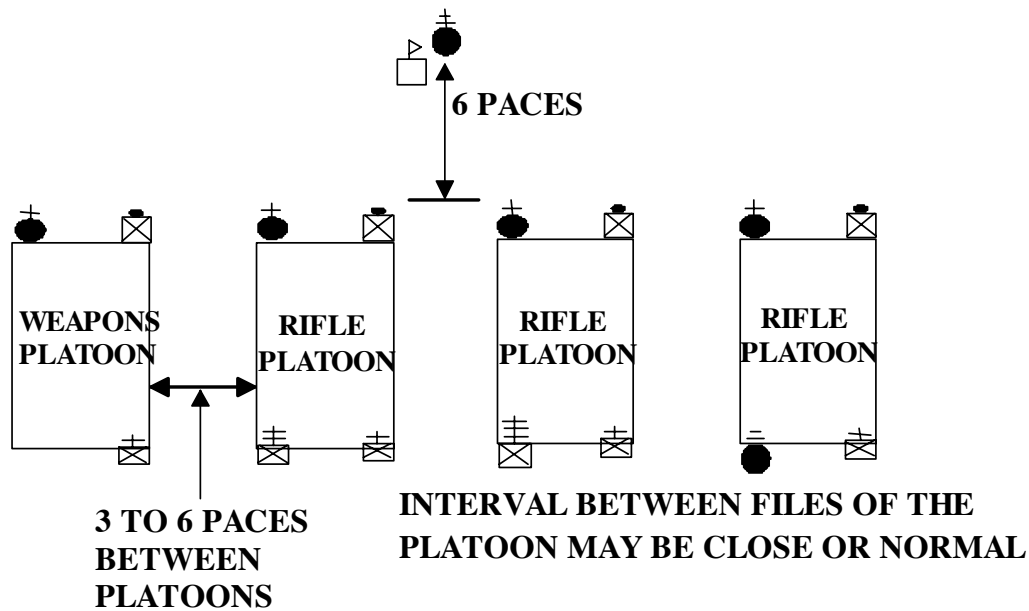 6 PACES
WEAPONS
PLATOON
RIFLE
PLATOON
RIFLE
PLATOON
RIFLE
PLATOON
3 TO 6 PACES
BETWEEN
PLATOONS
INTERVAL BETWEEN FILES OF THE
PLATOON MAY BE CLOSE OR NORMAL